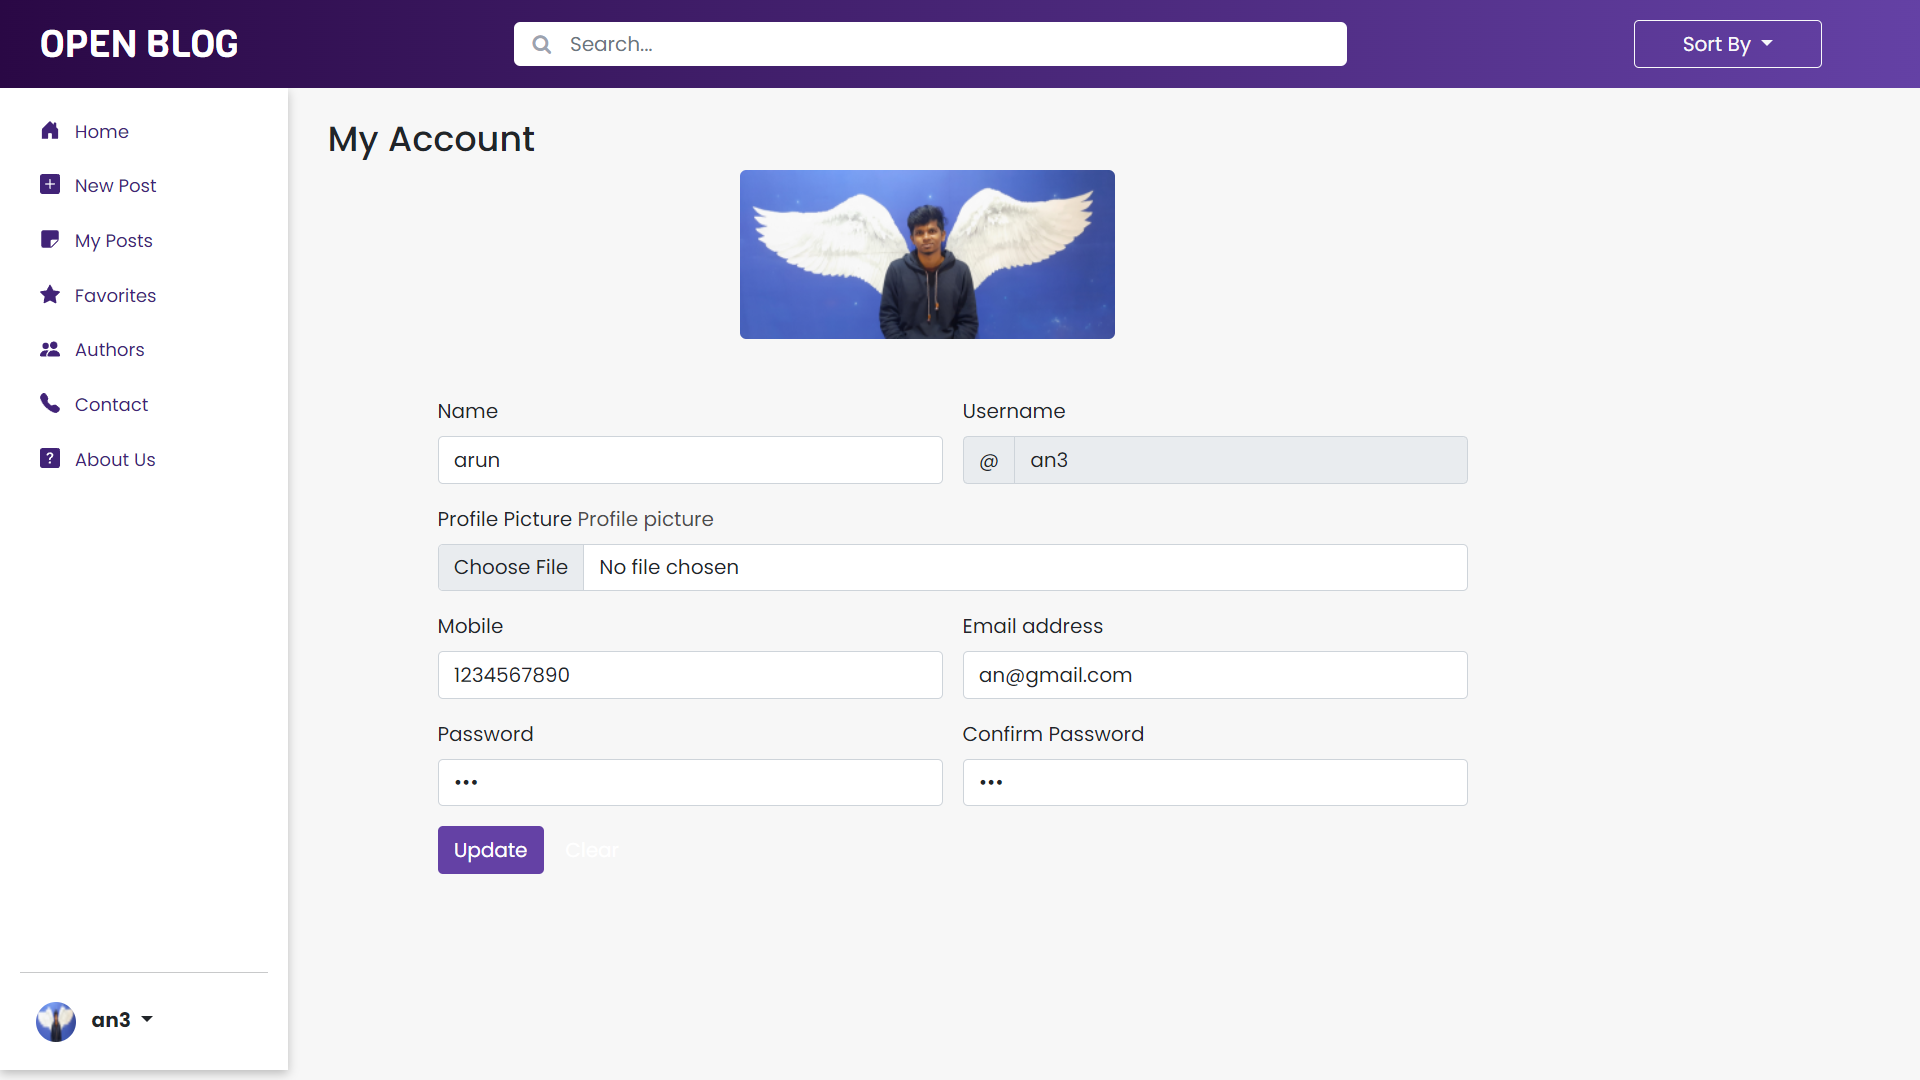 OPEN BLOG
Search...
Sort By
Home
New Post
My Posts
Favorites
Authors
Contact
About Us
an3
My Account
Name
arun
Username
@ an3
Profile Picture Profile picture
Choose File No file chosen
Mobile
1234567890
Email address
an@gmail.com
Password
•••
Confirm Password
•••
Update Clear